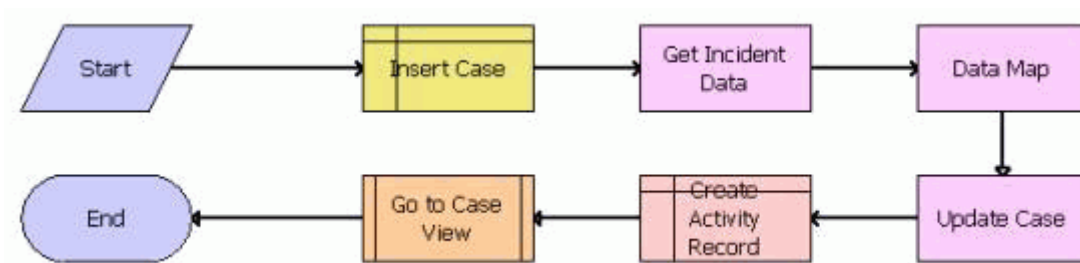 Start
Insert Case
Get Incident
Data
Data Map
Update Case
Create
Activity
Record
Go to Case
View
End